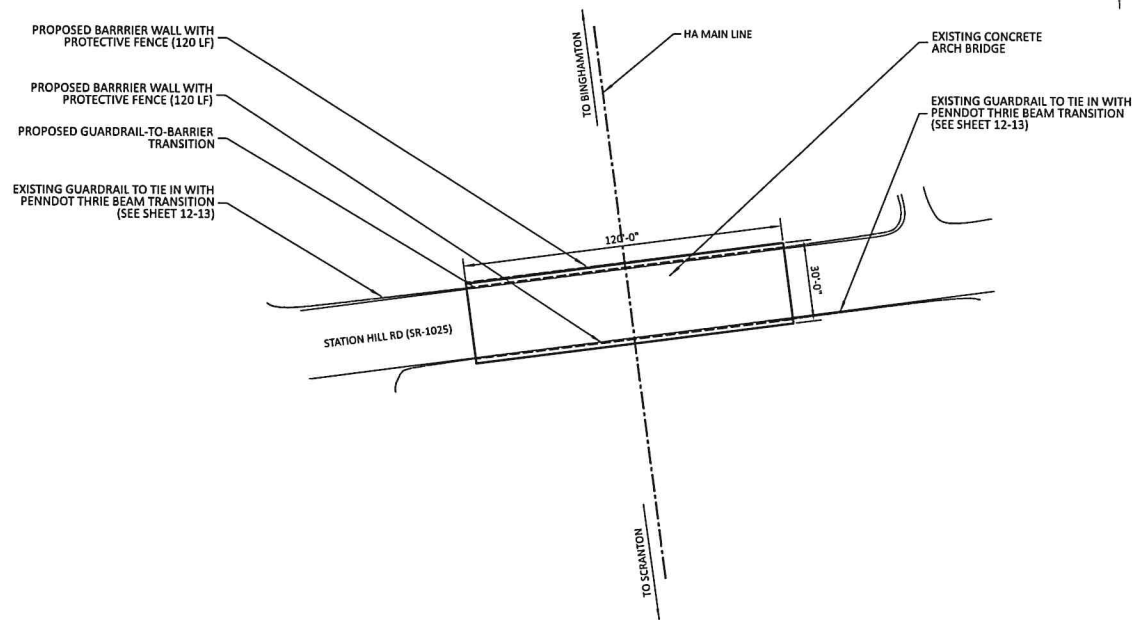 PROPOSED BARRRIER WALL WITH
PROTECTIVE FENCE (120 LF)
PROPOSED BARRRIER WALL WITH
PROTECTIVE FENCE (120 LF)
PROPOSED GUARDRAIL-TO-BARRIER
TRANSITION
EXISTING GUARDRAIL TO TIE IN WITH
PENNDOT THRIE BEAM TRANSITION
(SEE SHEET 12-13)
TO BINGHAMTON
HA MAIN LINE
EXISTING CONCRETE
ARCH BRIDGE
EXISTING GUARDRAIL TO TIE IN WITH
PENNDOT THRIE BEAM TRANSITION
(SEE SHEET 12-13)
120'-0"
30'-0"
STATION HILL RD (SR-1025)
TO SCRANTON